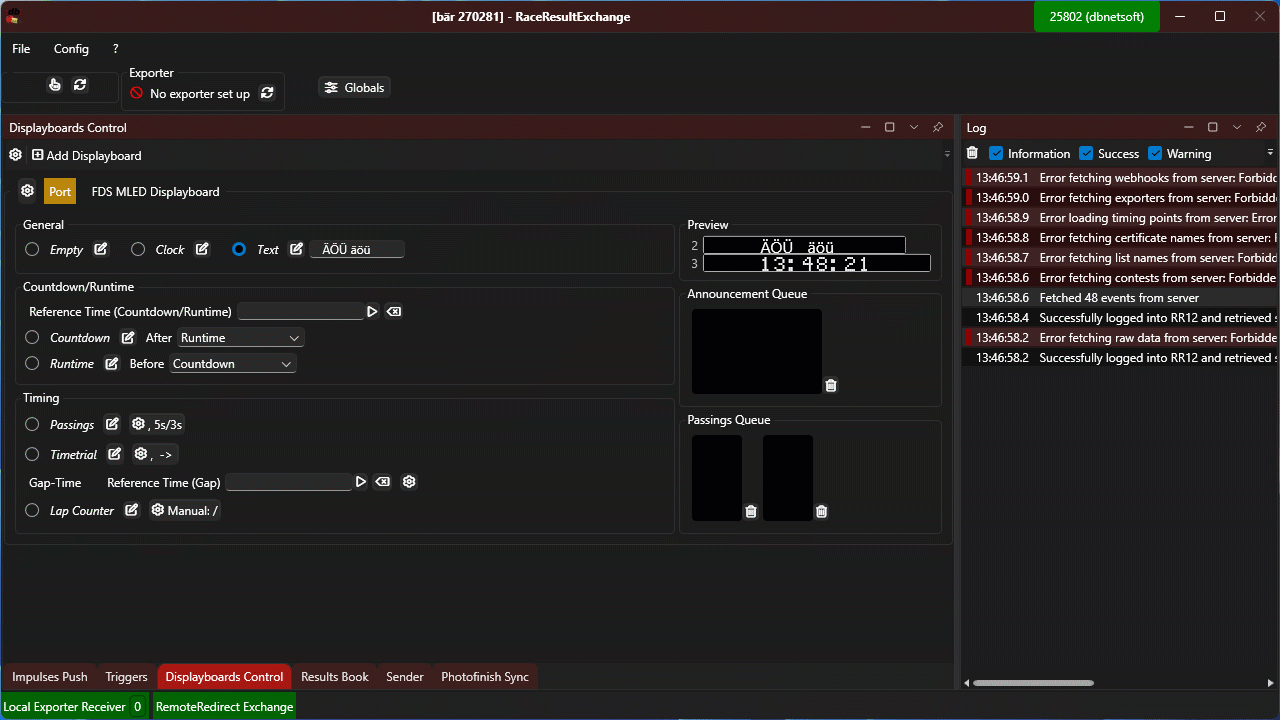 [bär 270281] - RaceResultExchange
25802 (dbnetsoft)
File Config ?
Exporter
No exporter set up
Globals
Displayboards Control
Add Displayboard
Port FDS MLED Displayboard
General
Empty Clock Text ÄÖÜ äöü
Countdown/Runtime
Reference Time (Countdown/Runtime)
Countdown After Runtime
Runtime Before Countdown
Timing
Passings , 5s/3s
Timetrial , ->
Gap-Time Reference Time (Gap)
Lap Counter Manual: /
Preview
2 ÄÖÜ äöü
3 13:48:21
Announcement Queue
Passings Queue
Log
Information Success Warning
13:46:59.1 Error fetching webhooks from server: Forbidd
13:46:59.0 Error fetching exporters from server: Forbidd
13:46:58.9 Error loading timing points from server: Error
13:46:58.8 Error fetching certificate names from server: F
13:46:58.7 Error fetching list names from server: Forbidd
13:46:58.6 Error fetching contests from server: Forbidde
13:46:58.6 Fetched 48 events from server
13:46:58.4 Successfully logged into RR12 and retrieved s
13:46:58.2 Error fetching raw data from server: Forbidde
13:46:58.2 Successfully logged into RR12 and retrieved s
Impulses Push Triggers Displayboards Control Results Book Sender Photofinish Sync
Local Exporter Receiver 0 RemoteRedirect Exchange